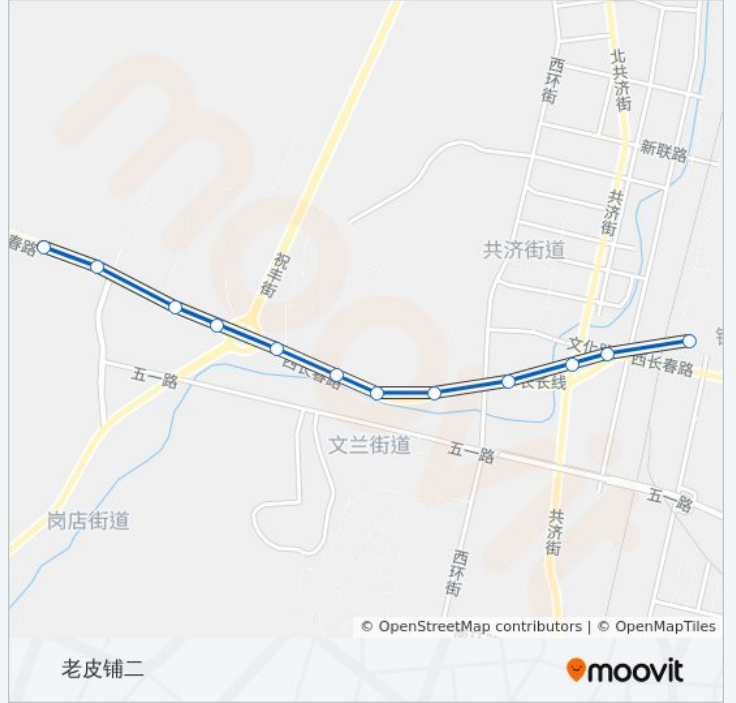 北共济街
西环街
新联路
共济街
共济街道
春路
祝丰街
文化路
西长春路
西长春路
长长线
五一路
文兰街道
五一路
五一路
岗店街道
共济街
西环街
© OpenStreetMap contributors | © OpenMapTiles
老皮铺二
moovit
moovit